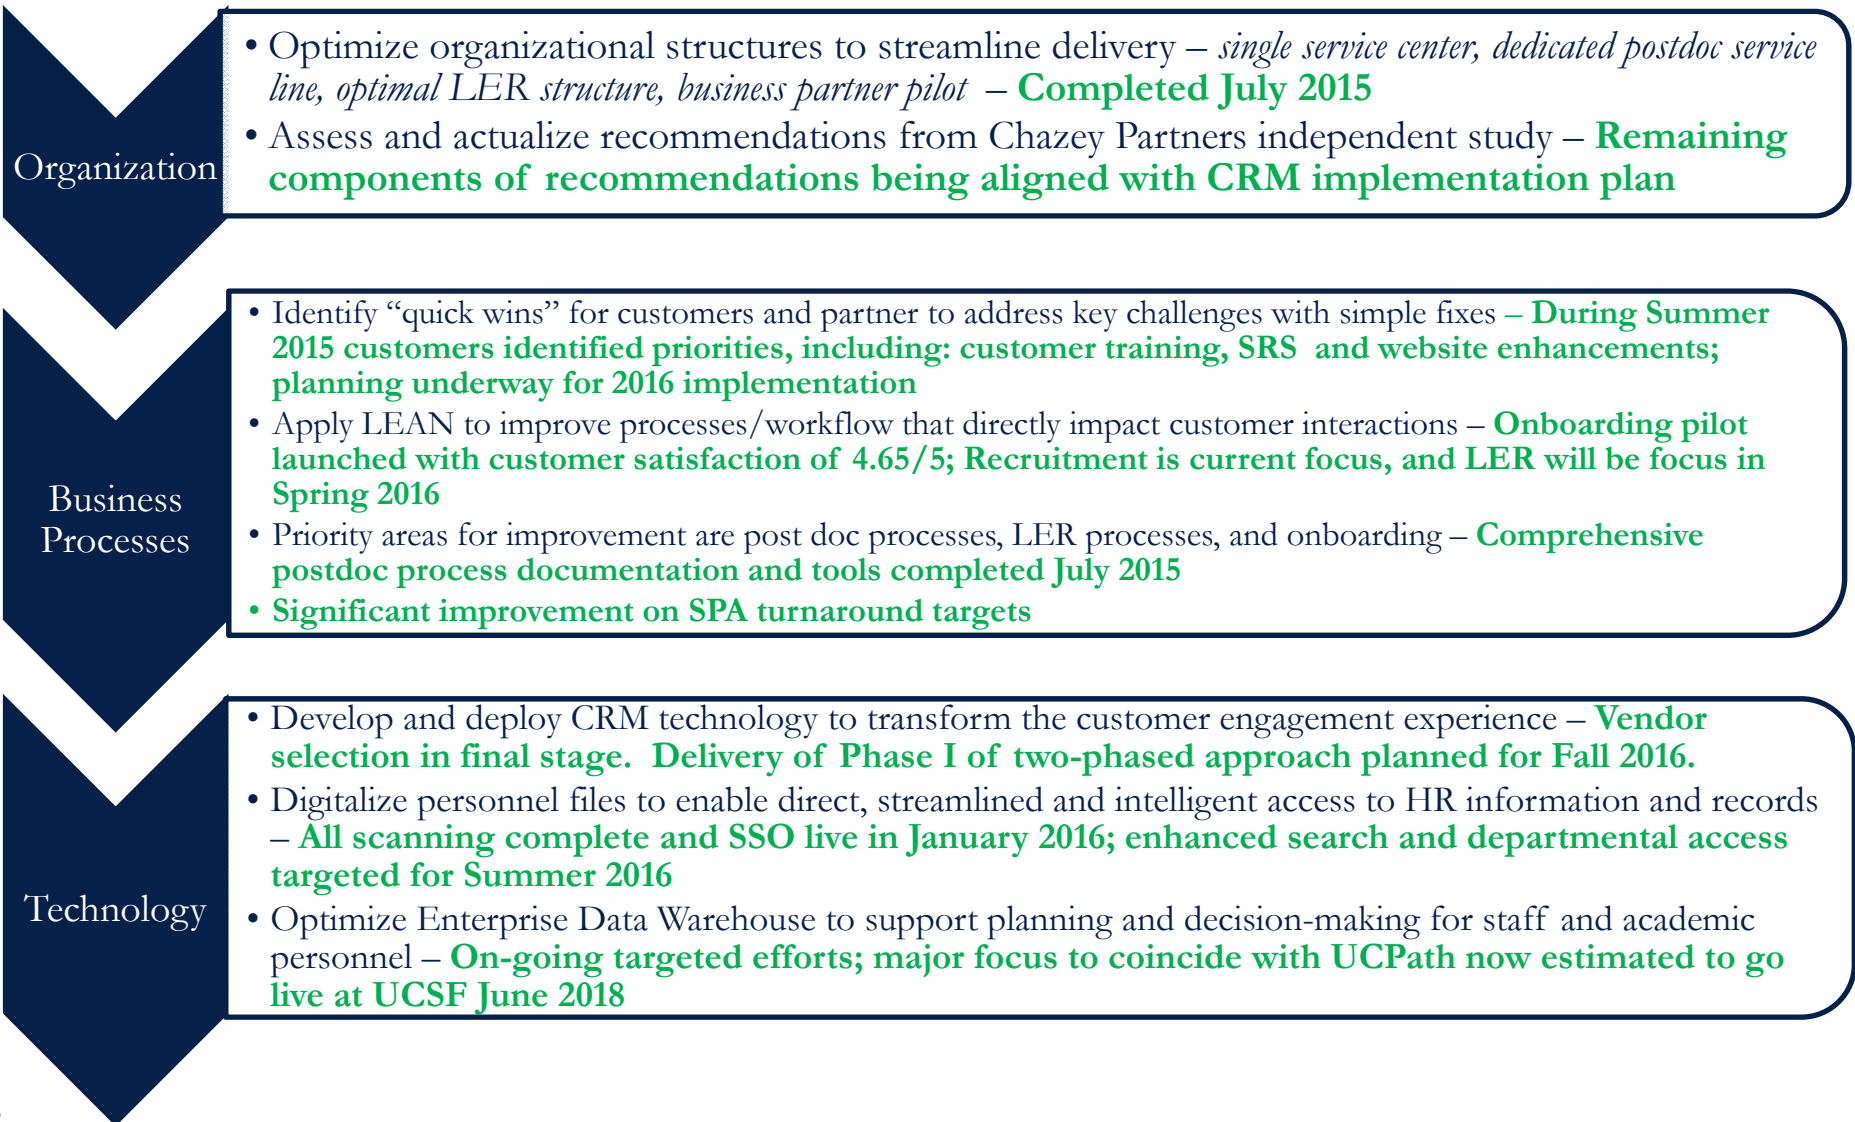 Organization
• Optimize organizational structures to streamline delivery – single service center, dedicated postdoc service
line, optimal LER structure, business partner pilot – Completed July 2015
• Assess and actualize recommendations from Chazey Partners independent study – Remaining
components of recommendations being aligned with CRM implementation plan
Business
Processes
• Identify “quick wins” for customers and partner to address key challenges with simple fixes – During Summer
2015 customers identified priorities, including: customer training, SRS and website enhancements;
planning underway for 2016 implementation
• Apply LEAN to improve processes/workflow that directly impact customer interactions – Onboarding pilot
launched with customer satisfaction of 4.65/5; Recruitment is current focus, and LER will be focus in
Spring 2016
• Priority areas for improvement are post doc processes, LER processes, and onboarding – Comprehensive
postdoc process documentation and tools completed July 2015
• Significant improvement on SPA turnaround targets
Technology
• Develop and deploy CRM technology to transform the customer engagement experience – Vendor
selection in final stage. Delivery of Phase I of two-phased approach planned for Fall 2016.
• Digitalize personnel files to enable direct, streamlined and intelligent access to HR information and records
– All scanning complete and SSO live in January 2016; enhanced search and departmental access
targeted for Summer 2016
• Optimize Enterprise Data Warehouse to support planning and decision-making for staff and academic
personnel – On-going targeted efforts; major focus to coincide with UCPath now estimated to go
live at UCSF June 2018